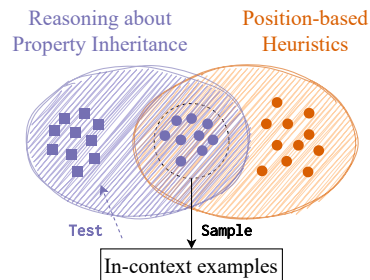 Reasoning about
Property Inheritance
Position-based
Heuristics
Test
Sample
In-context examples